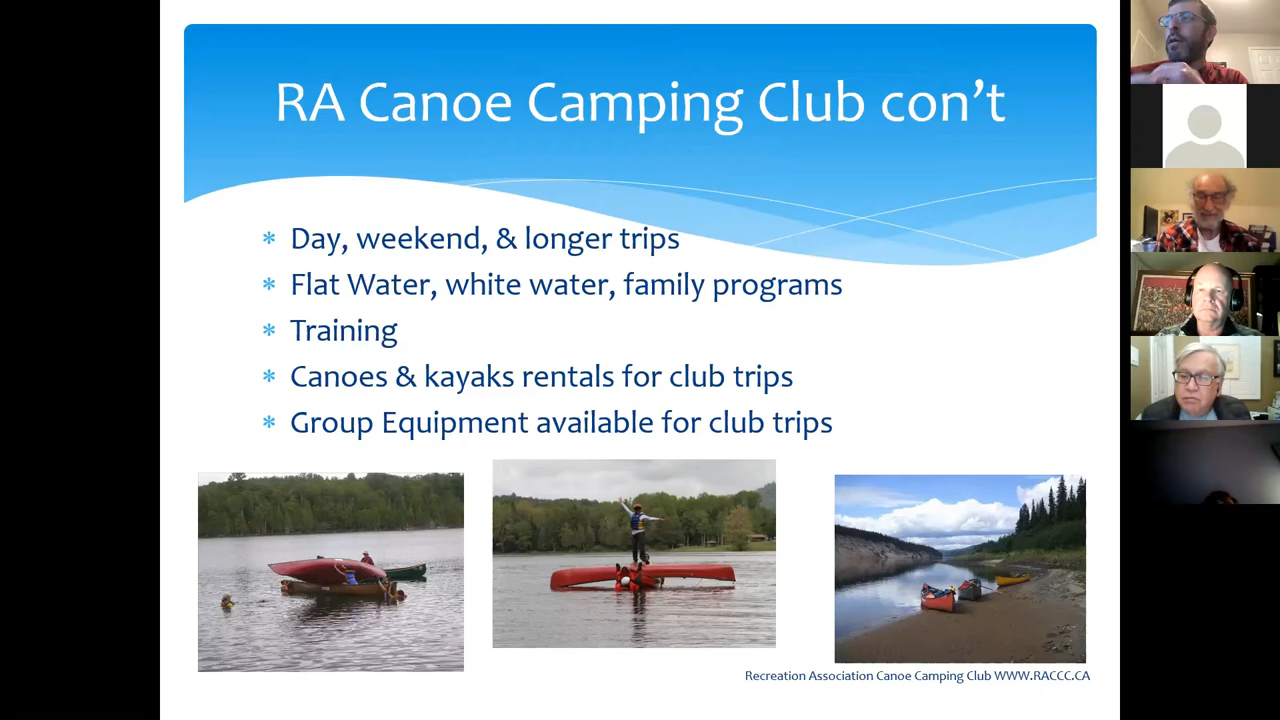 RA Canoe Camping Club con’t
* Day, weekend, & longer trips
* Flat Water, white water, family programs
* Training
* Canoes & kayaks rentals for club trips
* Group Equipment available for club trips
Recreation Association Canoe Camping Club WWW.RACCC.CA